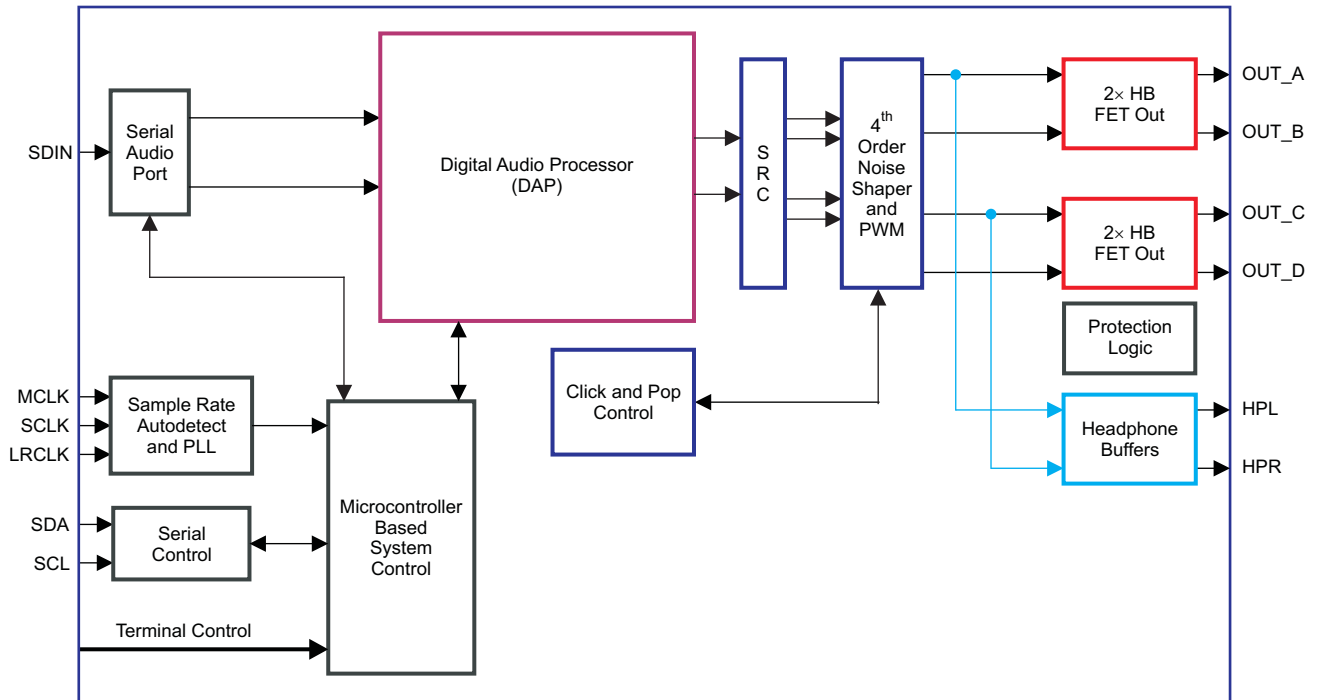 SDIN
Serial
Audio
Port
Digital Audio Processor
(DAP)
S
R
C
4th
Order
Noise
Shaper
and
PWM
2× HB
FET Out
OUT_A
OUT_B
2× HB
FET Out
OUT_C
OUT_D
Protection
Logic
Click and Pop
Control
Headphone
Buffers
HPL
HPR
MCLK
SCLK
LRCLK
Sample Rate
Autodetect
and PLL
SDA
SCL
Serial
Control
Microcontroller
Based
System
Control
Terminal Control